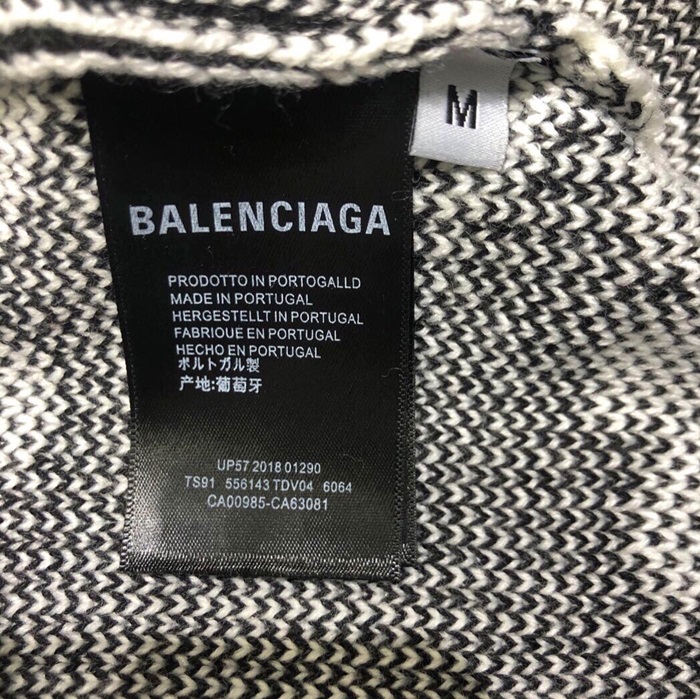 M
BALENCIAGA
PRODOTTO IN PORTOGALLD
MADE IN PORTUGAL
HERGESTELLT IN PORTUGAL
FABRIOUE EN PORTUGAL
HECHO EN PORTUGAL
ポルトガル製
产地:葡萄牙
UP57 2018 01290
TS91 556143 TDV04 6064
CA00985-CA63081